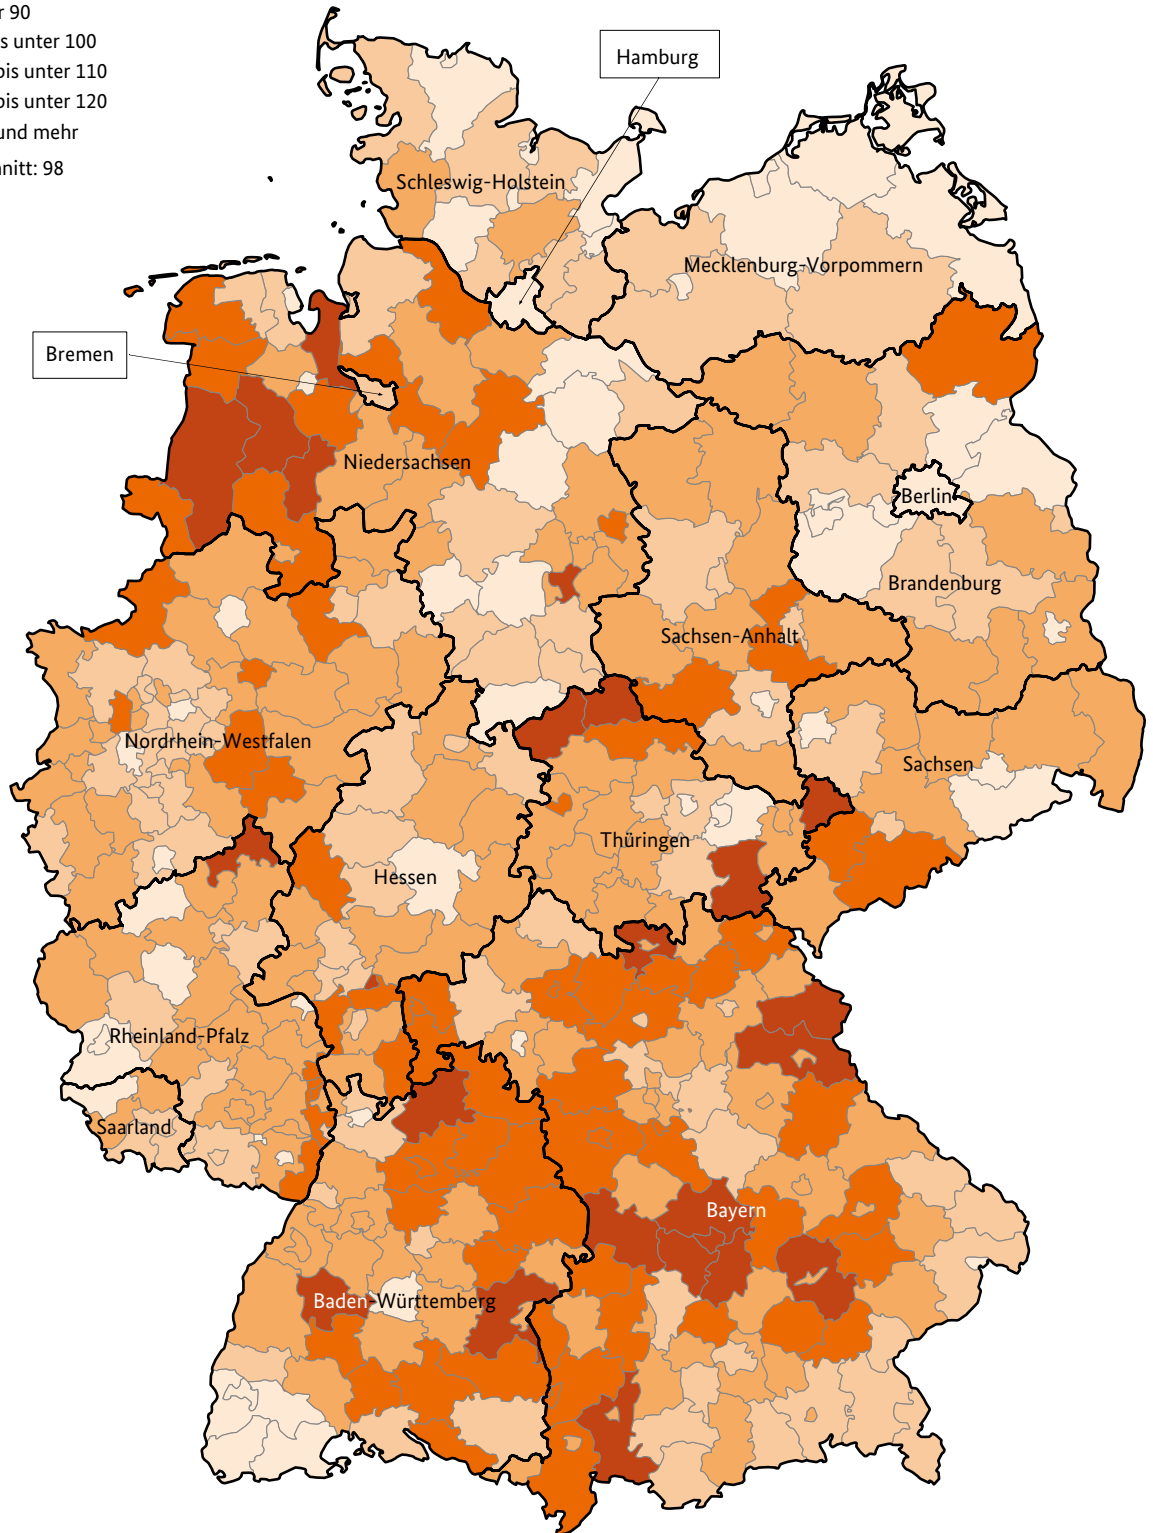 r 90
s unter 100
bis unter 110
bis unter 120
und mehr
nitt: 98
Hamburg
Schleswig-Holstein
Mecklenburg-Vorpommern
Bremen
Niedersachsen
Berlin
Brandenburg
Sachsen-Anhalt
Nordrhein-Westfalen
Sachsen
Thüringen
Hessen
Rheinland-Pfalz
Saarland
Bayern
Baden-Württemberg